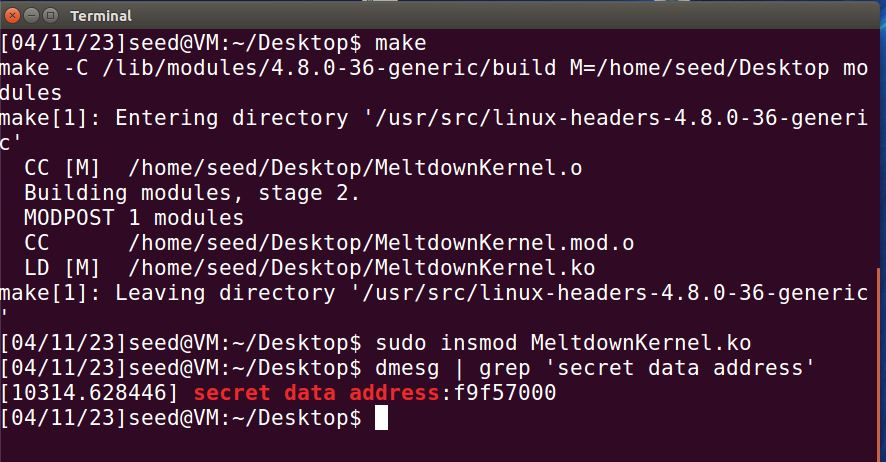 Terminal
[04/11/23]seed@VM:~/Desktop$ make
make -C /lib/modules/4.8.0-36-generic/build M=/home/seed/Desktop mo
dules
make[1]: Entering directory '/usr/src/linux-headers-4.8.0-36-generi
c'
  CC [M]  /home/seed/Desktop/MeltdownKernel.o
  Building modules, stage 2.
  MODPOST 1 modules
  CC      /home/seed/Desktop/MeltdownKernel.mod.o
  LD [M]  /home/seed/Desktop/MeltdownKernel.ko
make[1]: Leaving directory '/usr/src/linux-headers-4.8.0-36-generic
'
[04/11/23]seed@VM:~/Desktop$ sudo insmod MeltdownKernel.ko
[04/11/23]seed@VM:~/Desktop$ dmesg | grep 'secret data address'
[10314.628446] secret data address:f9f57000
[04/11/23]seed@VM:~/Desktop$